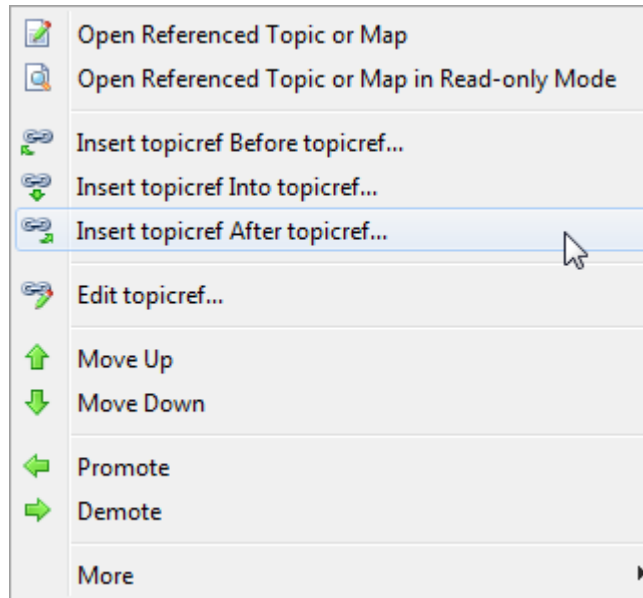 Open Referenced Topic or Map
Open Referenced Topic or Map in Read-only Mode
Insert topicref Before topicref...
Insert topicref Into topicref...
Insert topicref After topicref...
Edit topicref...
Move Up
Move Down
Promote
Demote
More